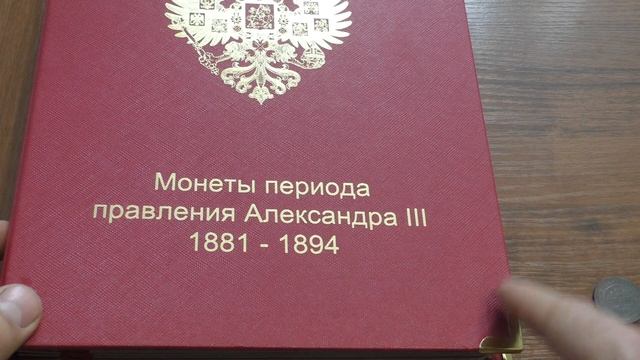 Монеты периода
правления Александра III
1881 - 1894